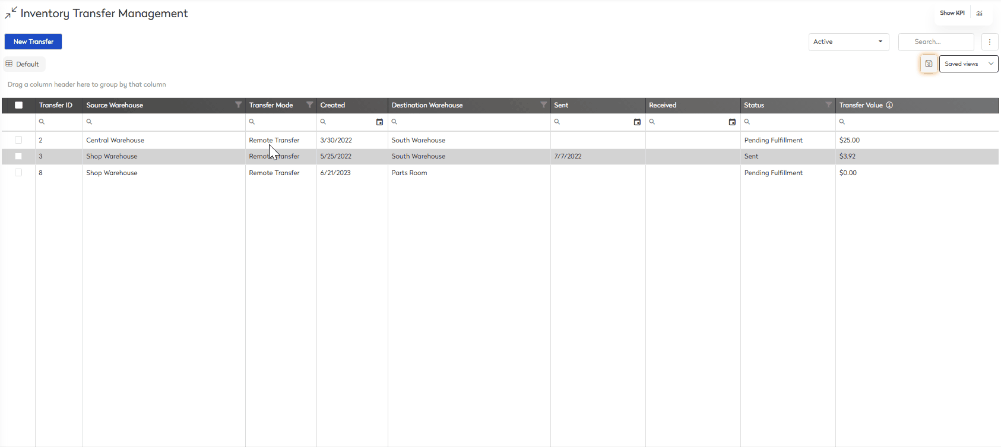 Inventory Transfer Management
Show KPI
New Transfer
Active
Search...
Default
Saved views
Drag a column header here to group by that column
Transfer ID Source Warehouse Transfer Mode Created Destination Warehouse Sent Received Status Transfer Value
2 Central Warehouse Remote Transfer 3/30/2022 South Warehouse Pending Fulfillment $25.00
3 Shop Warehouse Remote Transfer 5/25/2022 South Warehouse 7/7/2022 Sent $3.92
8 Shop Warehouse Remote Transfer 6/21/2023 Parts Room Pending Fulfillment $0.00